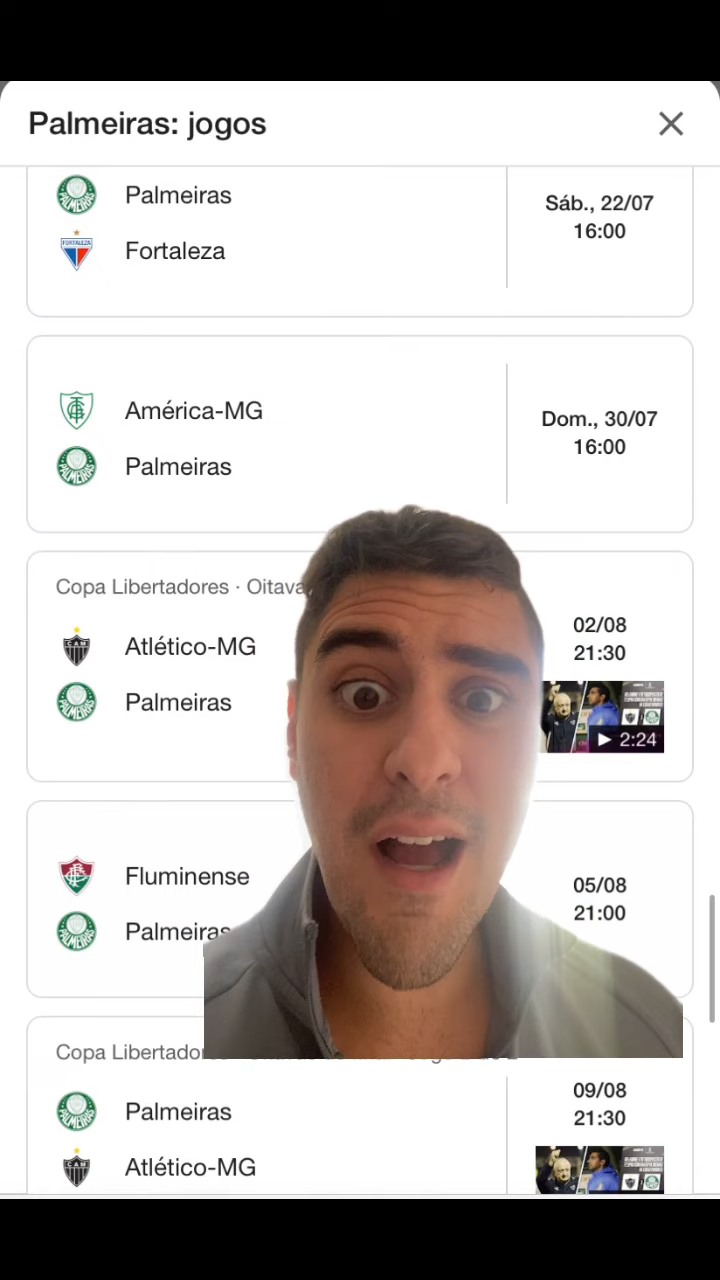 Palmeiras: jogos
Palmeiras
Fortaleza
Sáb., 22/07
16:00
América-MG
Palmeiras
Dom., 30/07
16:00
Copa Libertadores · Oitava
Atlético-MG
Palmeiras
02/08
21:30
2:24
Fluminense
Palmeiras
05/08
21:00
Copa Libertador
Palmeiras
Atlético-MG
09/08
21:30